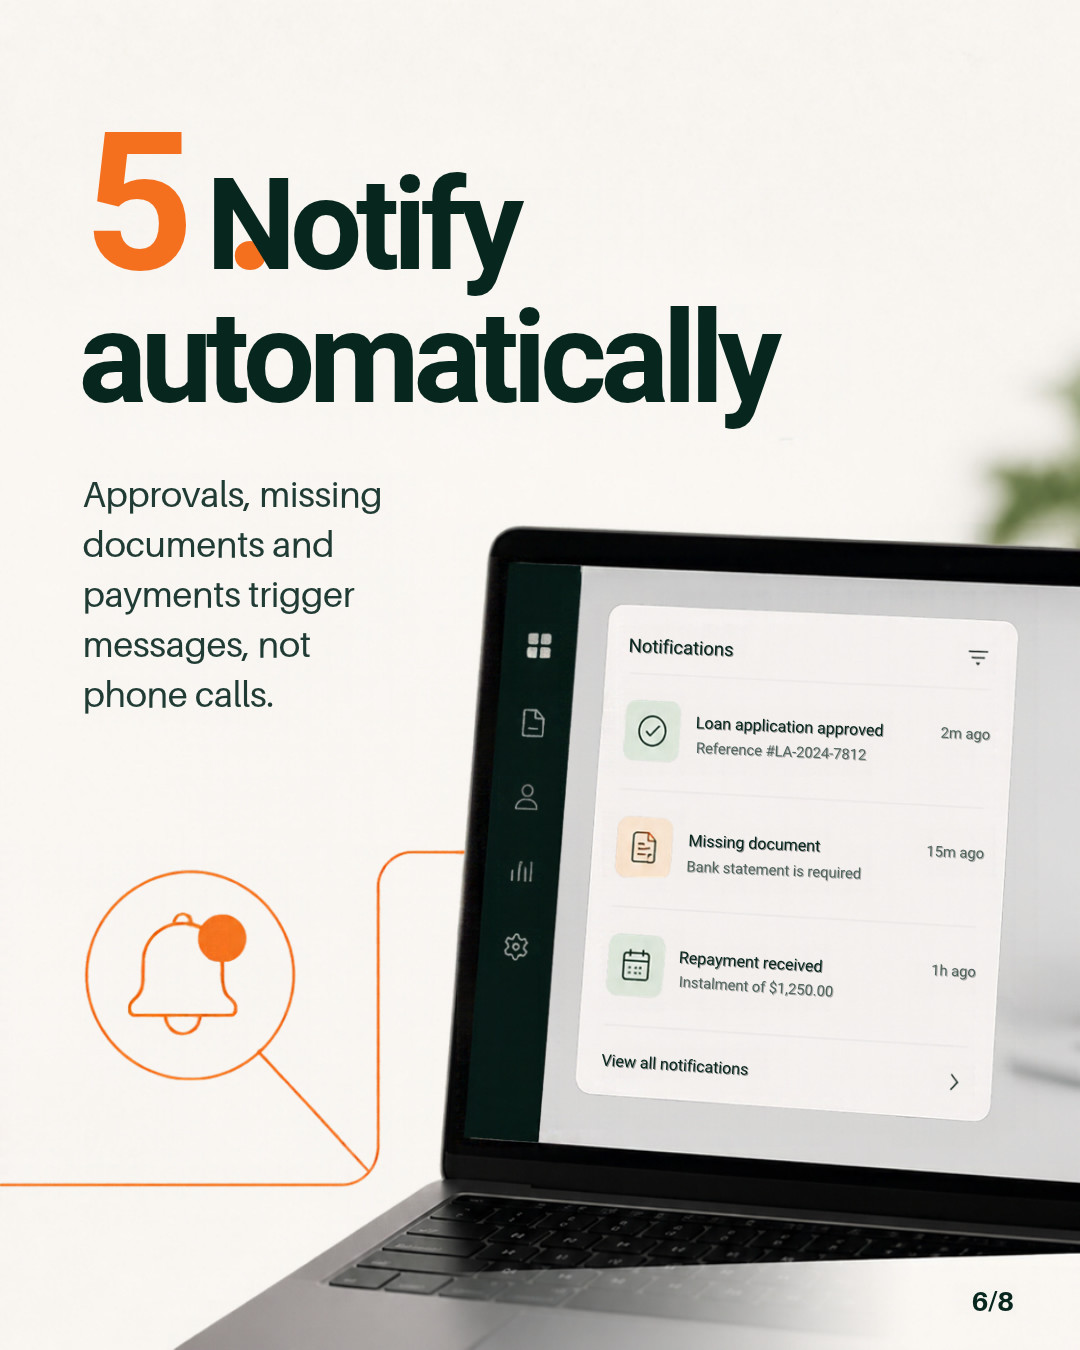 5. Notify
automatically
Approvals, missing
documents and
payments trigger
messages, not
phone calls.
Notifications
Loan application approved
2m ago
Reference #LA-2024-7812
Missing document
15m ago
Bank statement is required
Repayment received
1h ago
Instalment of $1,250.00
View all notifications
6/8